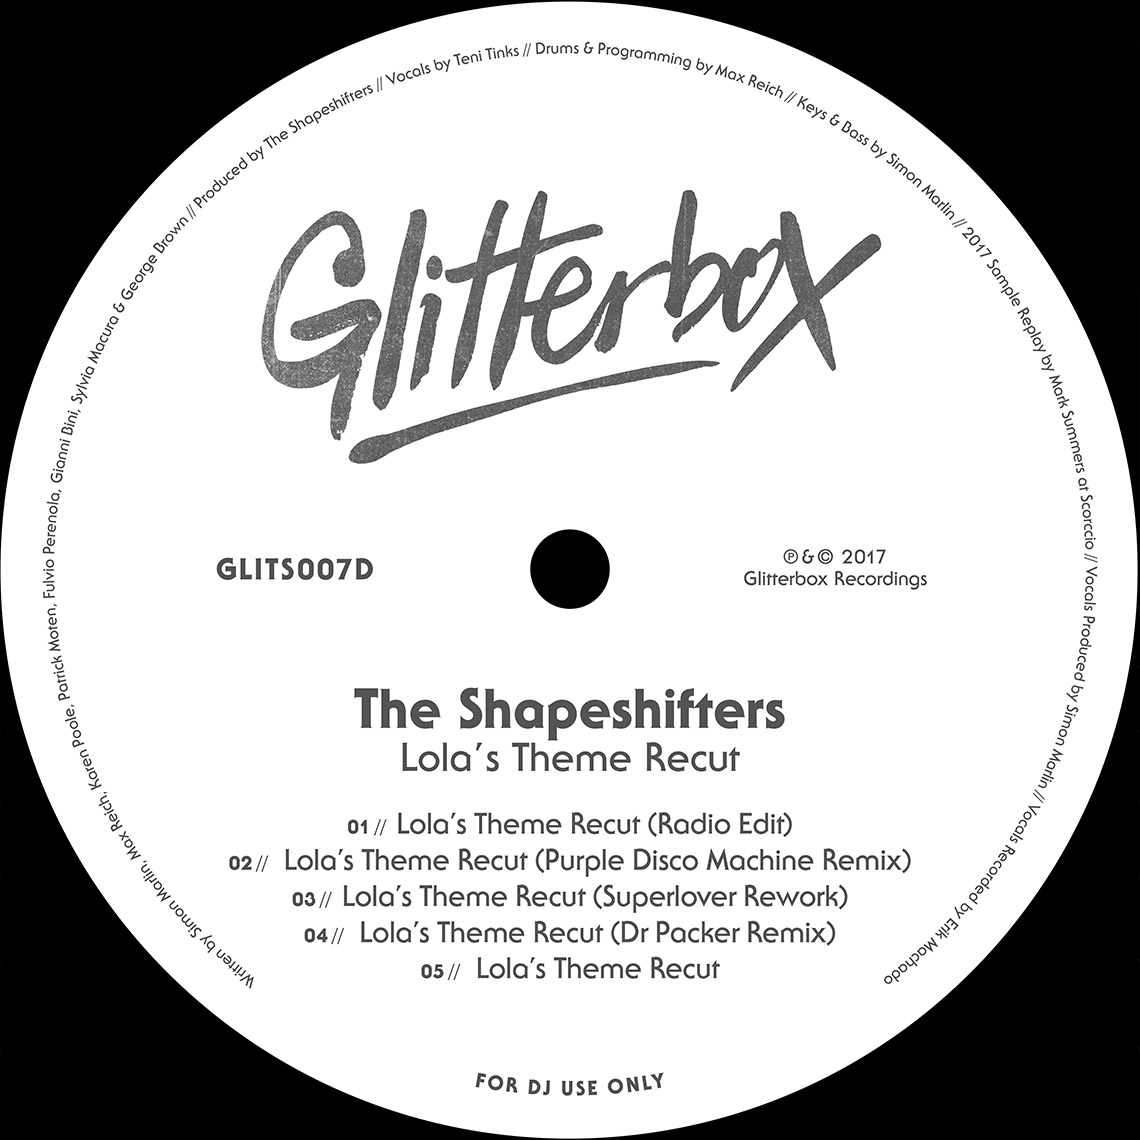 Written by Simon Marlin, Max Reich, Karen Poole, Patrick Moten, Fulvio Perenola, Gianni Bini, Sylvia Macura & George Brown // Produced by The Shapeshifters // Vocals by Teni Tinks // Drums & Programming by Max Reich // Keys & Bass by Simon Marlin // 2017 Sample Replay by Mark Summers at Scorccio // Vocals Produced by Simon Marlin // Vocals Recorded by Erik Machado
Glitterbox
GLITS007D
℗ & © 2017
Glitterbox Recordings
The Shapeshifters
Lola's Theme Recut
01 // Lola's Theme Recut (Radio Edit)
02 // Lola's Theme Recut (Purple Disco Machine Remix)
03 // Lola's Theme Recut (Superlover Rework)
04 // Lola's Theme Recut (Dr Packer Remix)
05 // Lola's Theme Recut
FOR DJ USE ONLY